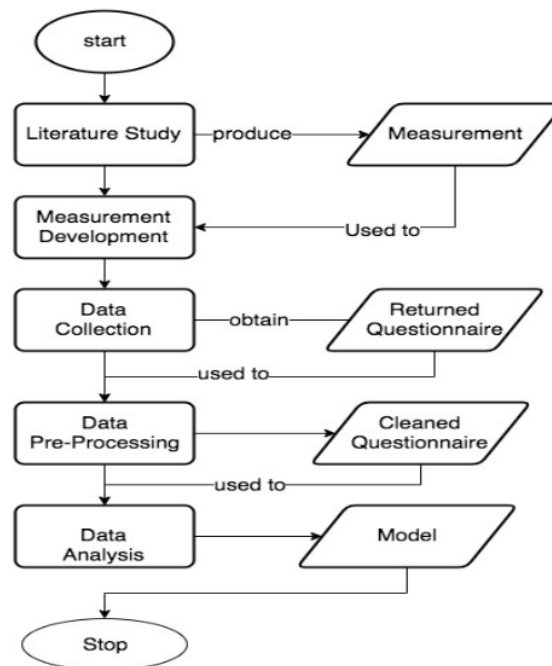 start
Literature Study
produce
Measurement
Measurement
Development
Used to
Data
Collection
obtain
Returned
Questionnaire
used to
Data
Pre-Processing
Cleaned
Questionnaire
used to
Data
Analysis
Model
Stop